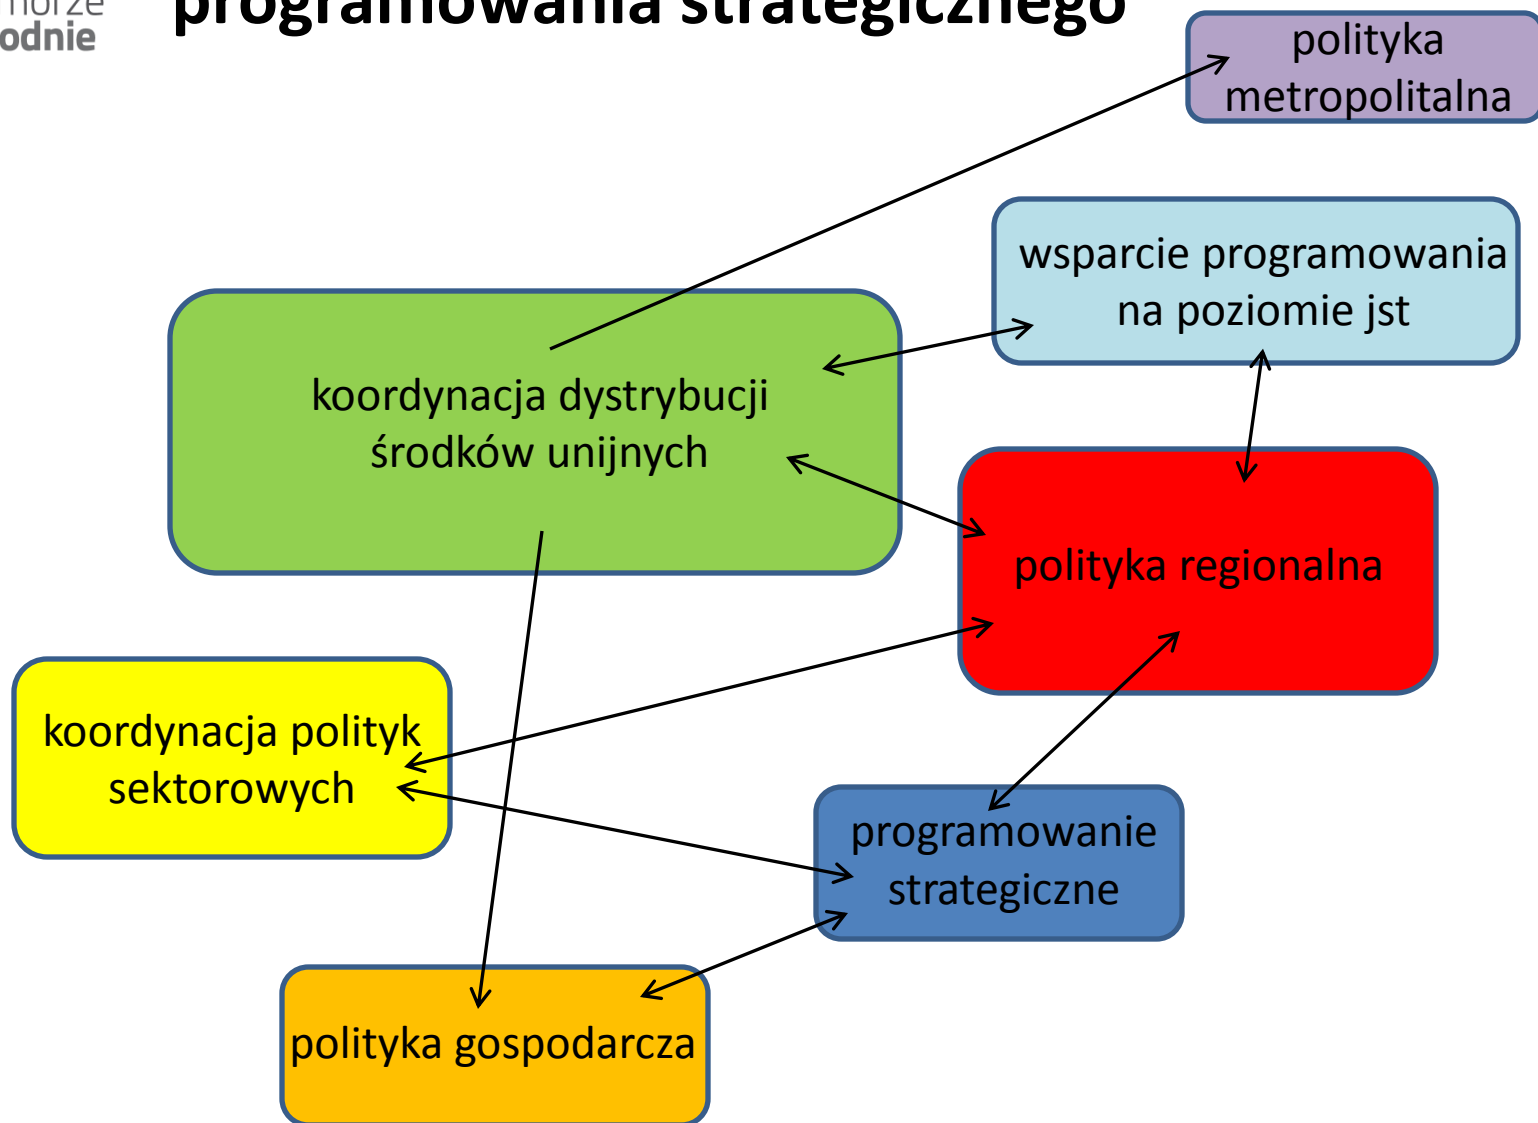 morze
odnie
programowania strategicznego
polityka
metropolitalna
wsparcie programowania
na poziomie jst
koordynacja dystrybucji
środków unijnych
polityka regionalna
koordynacja polityk
sektorowych
programowanie
strategiczne
polityka gospodarcza